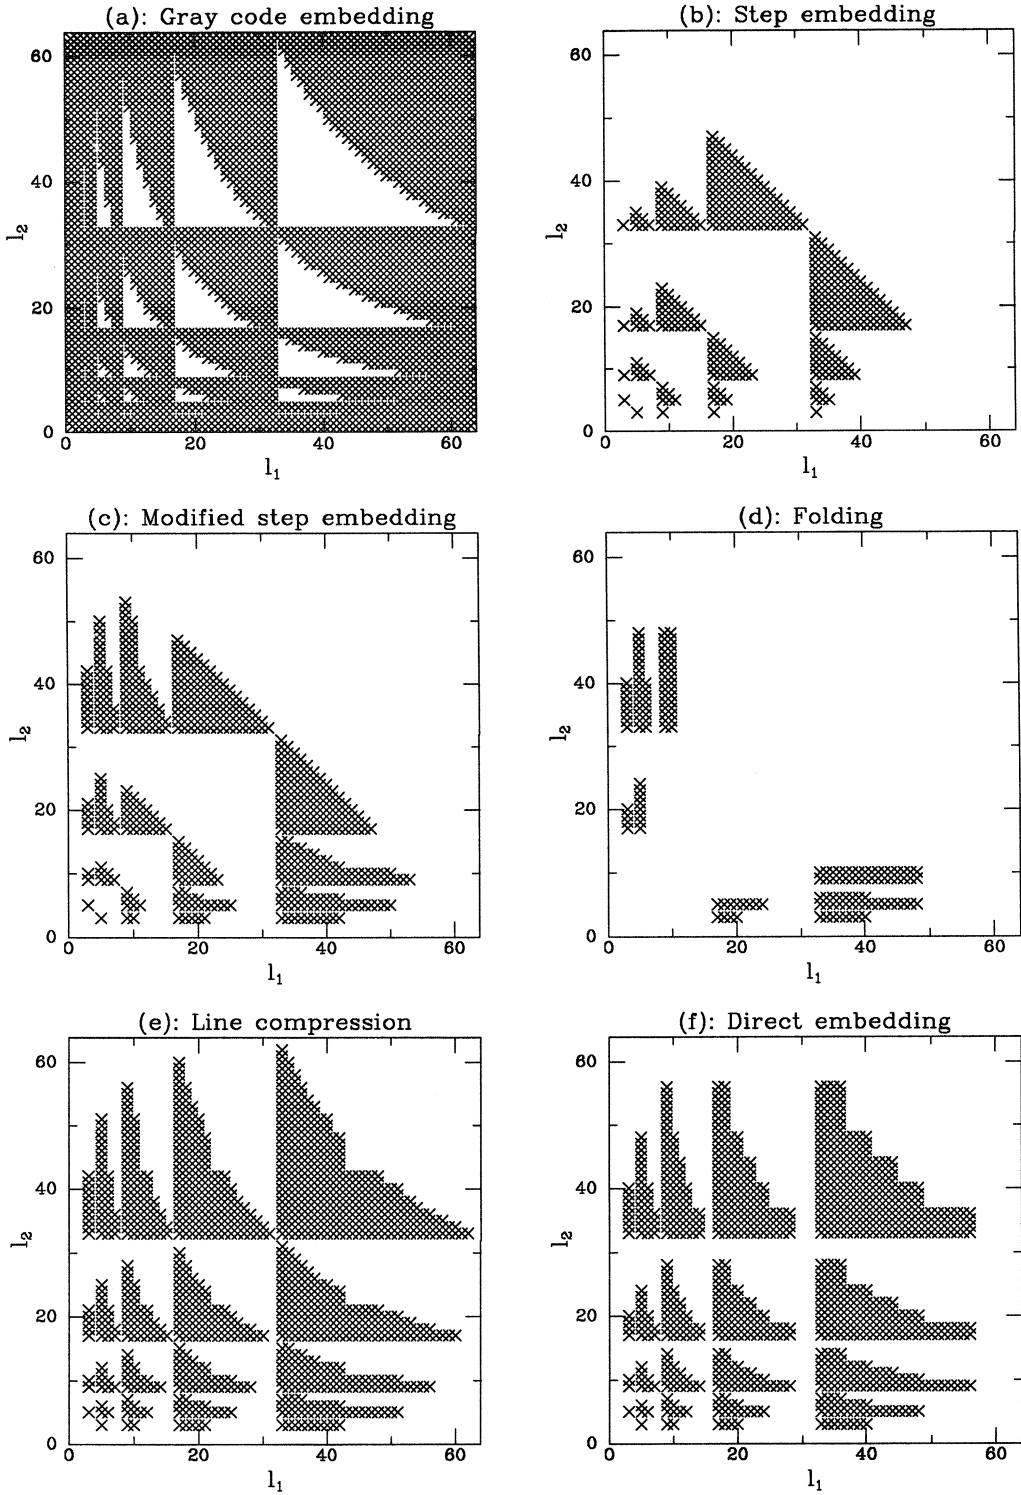 (a): Gray code embedding
60
40
l₂
20
0
0 20 40 60
l₁
(b): Step embedding
60
40
l₂
20
0
0 20 40 60
l₁
(c): Modified step embedding
60
40
l₂
20
0
0 20 40 60
l₁
(d): Folding
60
40
l₂
20
0
0 20 40 60
l₁
(e): Line compression
60
40
l₂
20
0
0 20 40 60
l₁
(f): Direct embedding
60
40
l₂
20
0
0 20 40 60
l₁